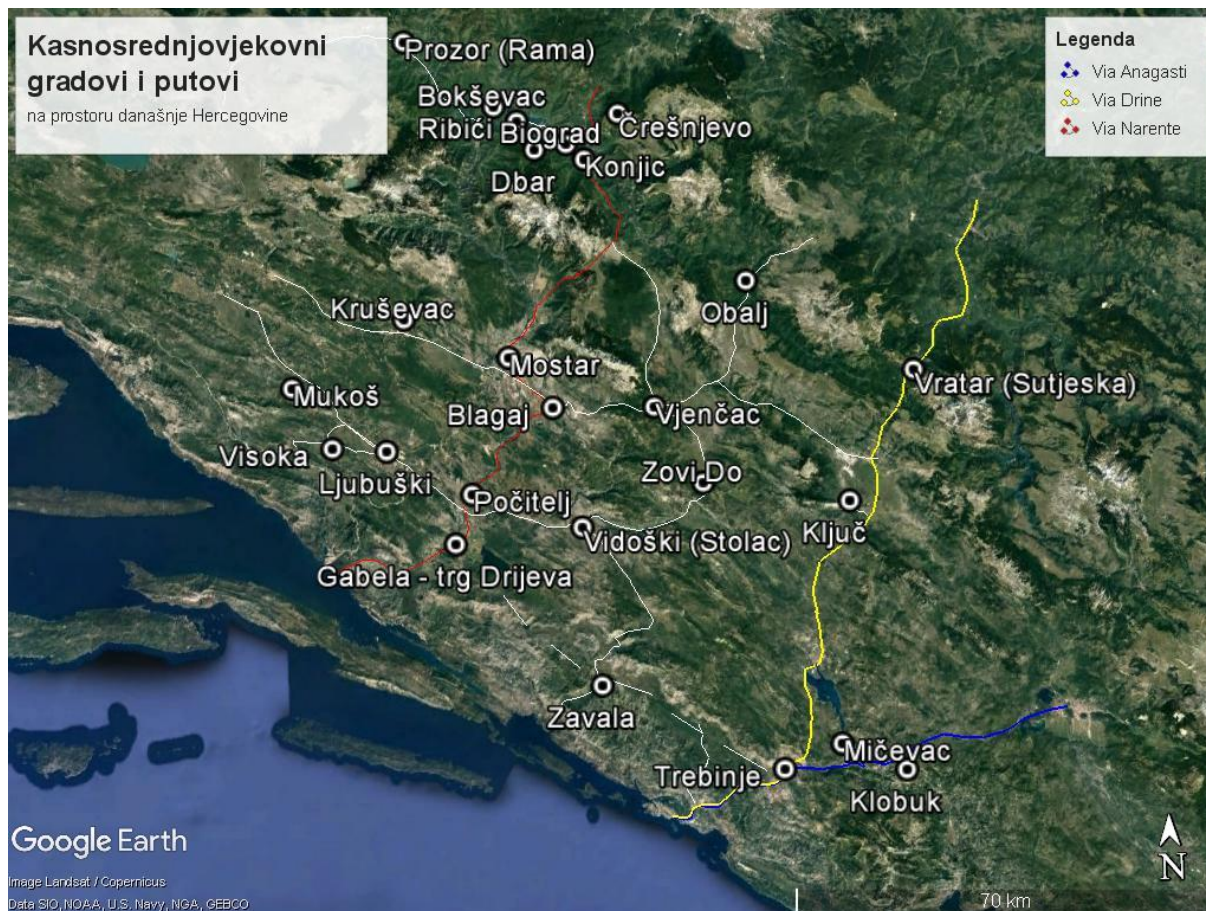 Kasnosrednjovjekovni
gradovi i putovi
na prostoru današnje Hercegovine
Legenda
Via Anagasti
Via Drine
Via Narente
Prozor (Rama)
Bokševac
Ribići
Biograd
Črešnjevo
Konjic
Dbar
Kruševac
Obalj
Mostar
Vratar (Sutjeska)
Mukoš
Blagaj
Vjenčac
Visoka
Ljubuški
Zovi Do
Počitelj
Ključ
Vidoški (Stolac)
Gabela - trg Drijeva
Zavala
Mičevac
Trebinje
Klobuk
Google Earth
N
Image Landsat / Copernicus
Data SIO, NOAA, U.S. Navy, NGA, GEBCO
70 km